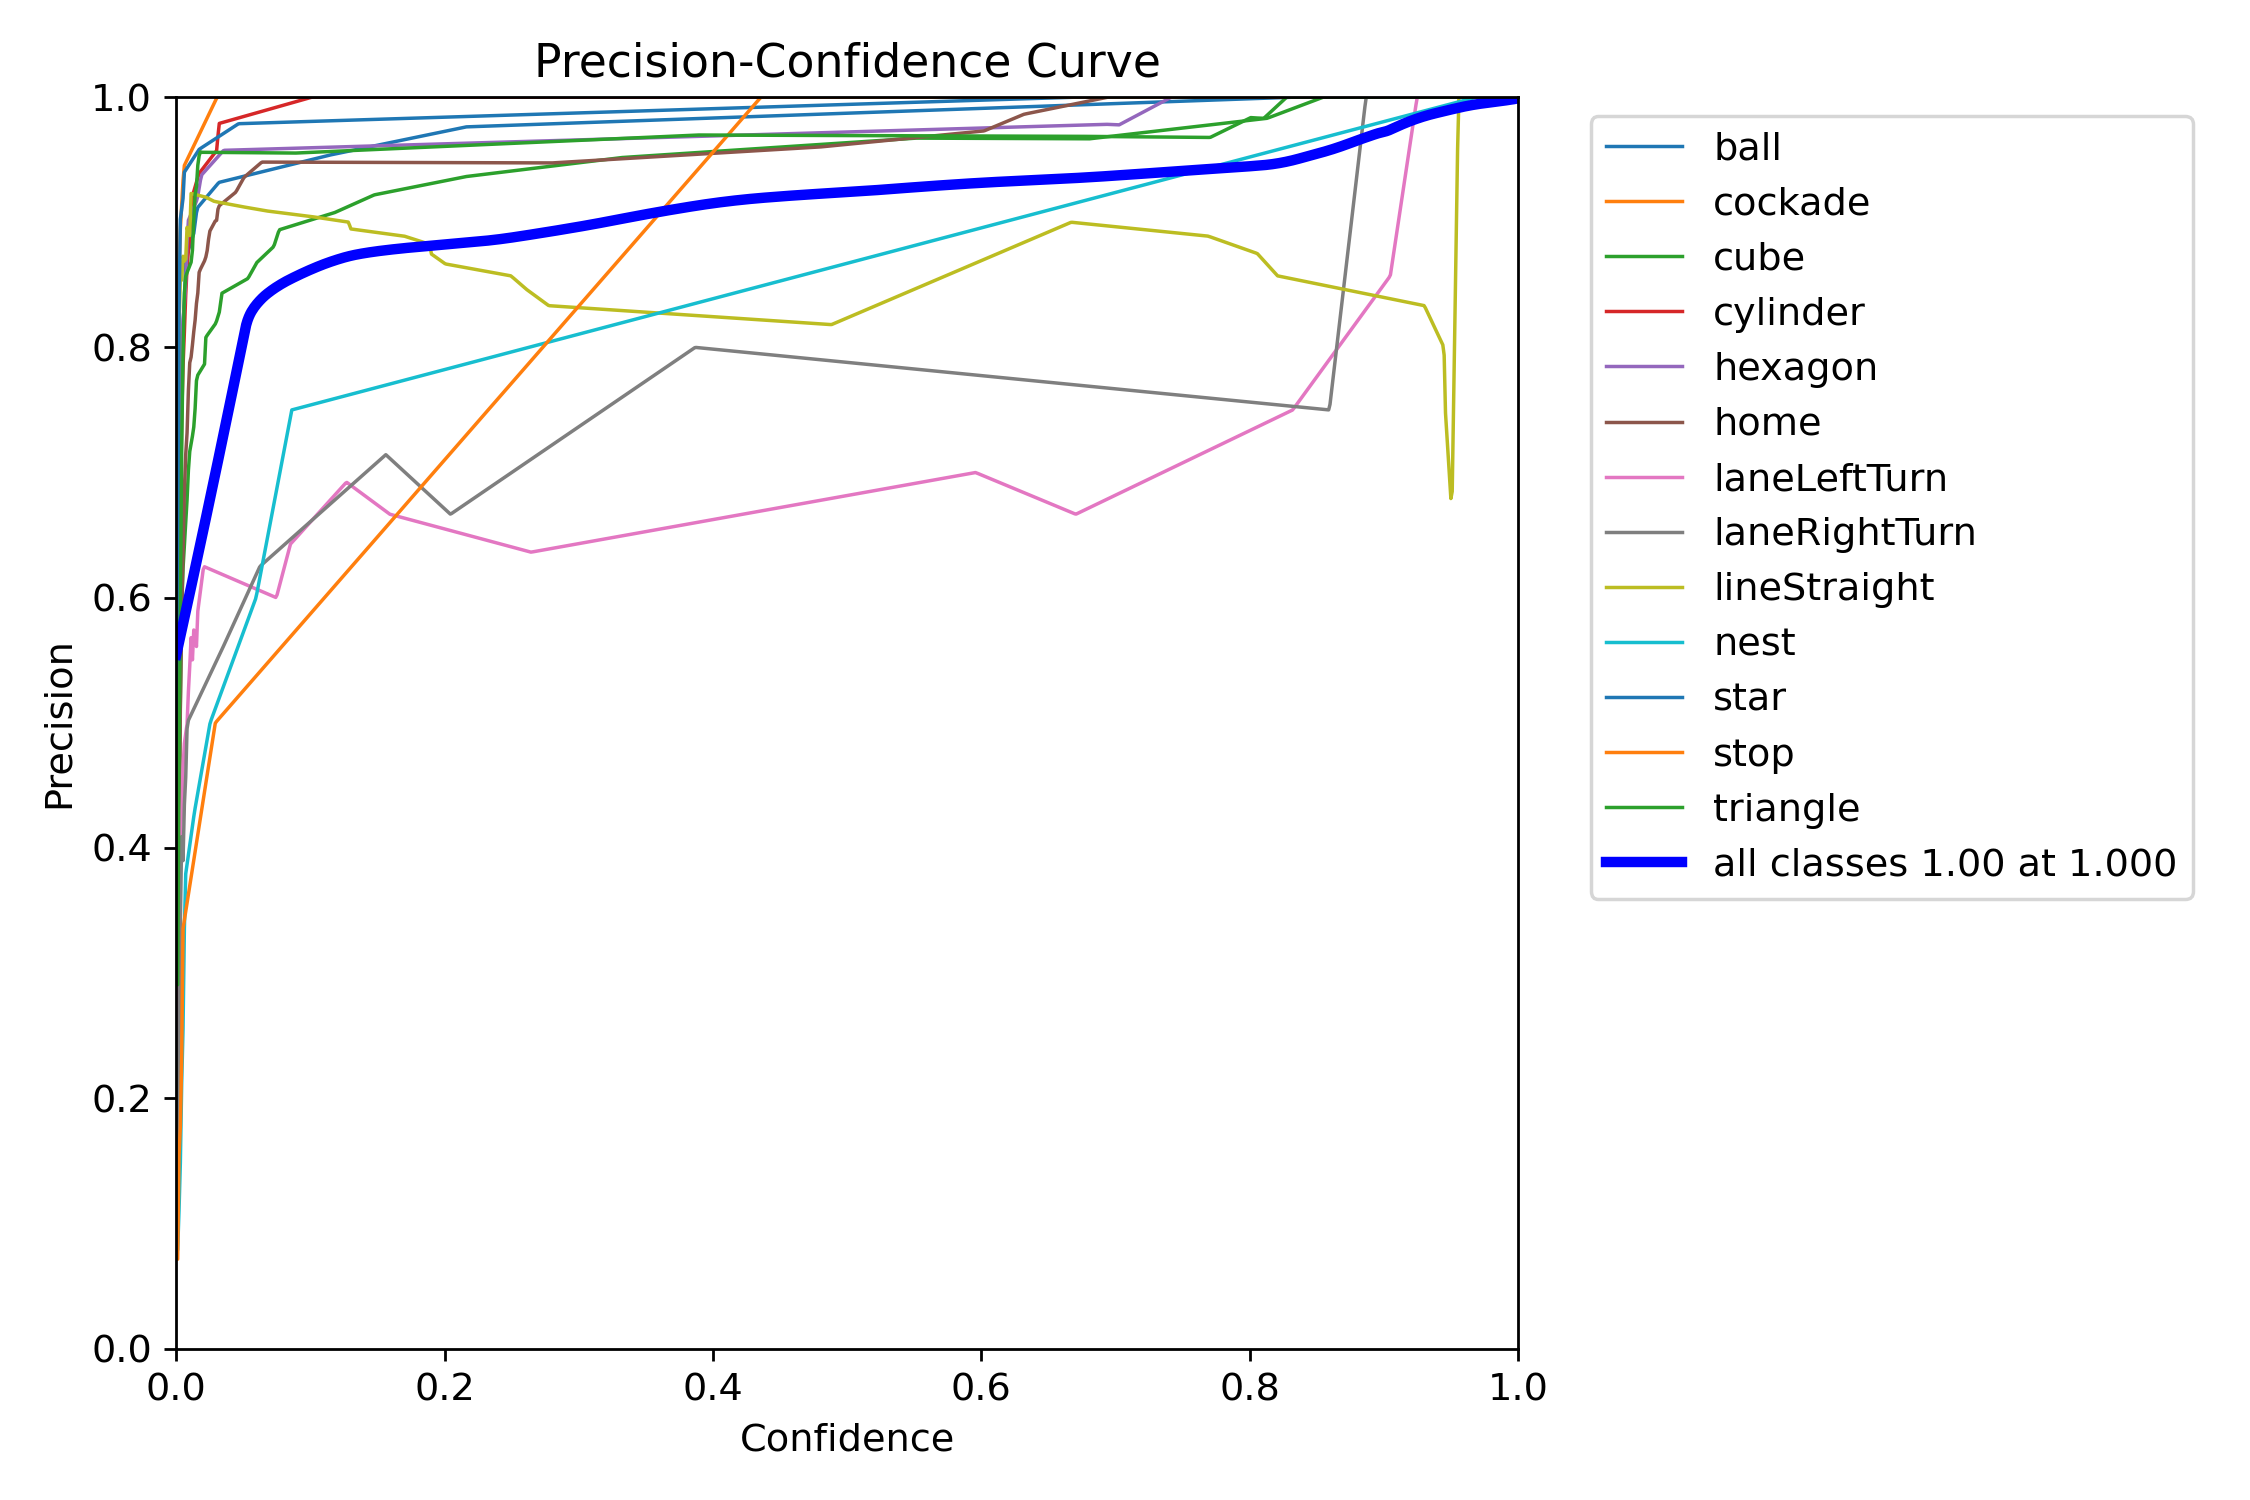 Precision-Confidence Curve
1.0
0.8
0.6
0.4
0.2
0.0
Precision
0.0 0.2 0.4 0.6 0.8 1.0
Confidence
ball
cockade
cube
cylinder
hexagon
home
laneLeftTurn
laneRightTurn
lineStraight
nest
star
stop
triangle
all classes 1.00 at 1.000